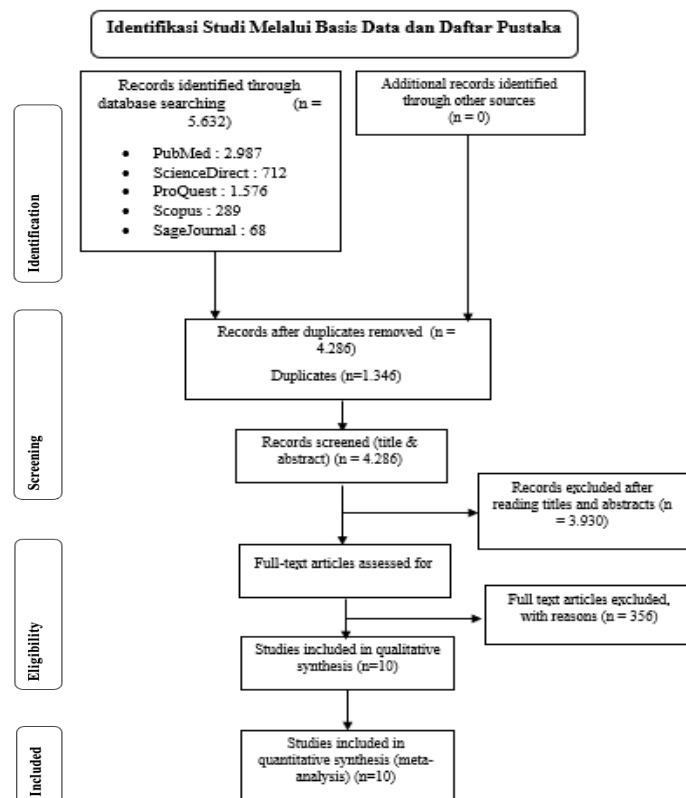 Identifikasi Studi Melalui Basis Data dan Daftar Pustaka
Records identified through
database searching (n =
5.632)
• PubMed : 2.987
• ScienceDirect : 712
• ProQuest : 1.576
• Scopus : 289
• SageJournal : 68
Additional records identified
through other sources
(n = 0)
Identification
Records after duplicates removed (n =
4.286)
Duplicates (n=1.346)
Screening
Records screened (title &
abstract) (n = 4.286)
Records excluded after
reading titles and abstracts (n
= 3.930)
Eligibility
Full-text articles assessed for
Full text articles excluded,
with reasons (n = 356)
Studies included in qualitative
synthesis (n=10)
Included
Studies included in
quantitative synthesis (meta-
analysis) (n=10)